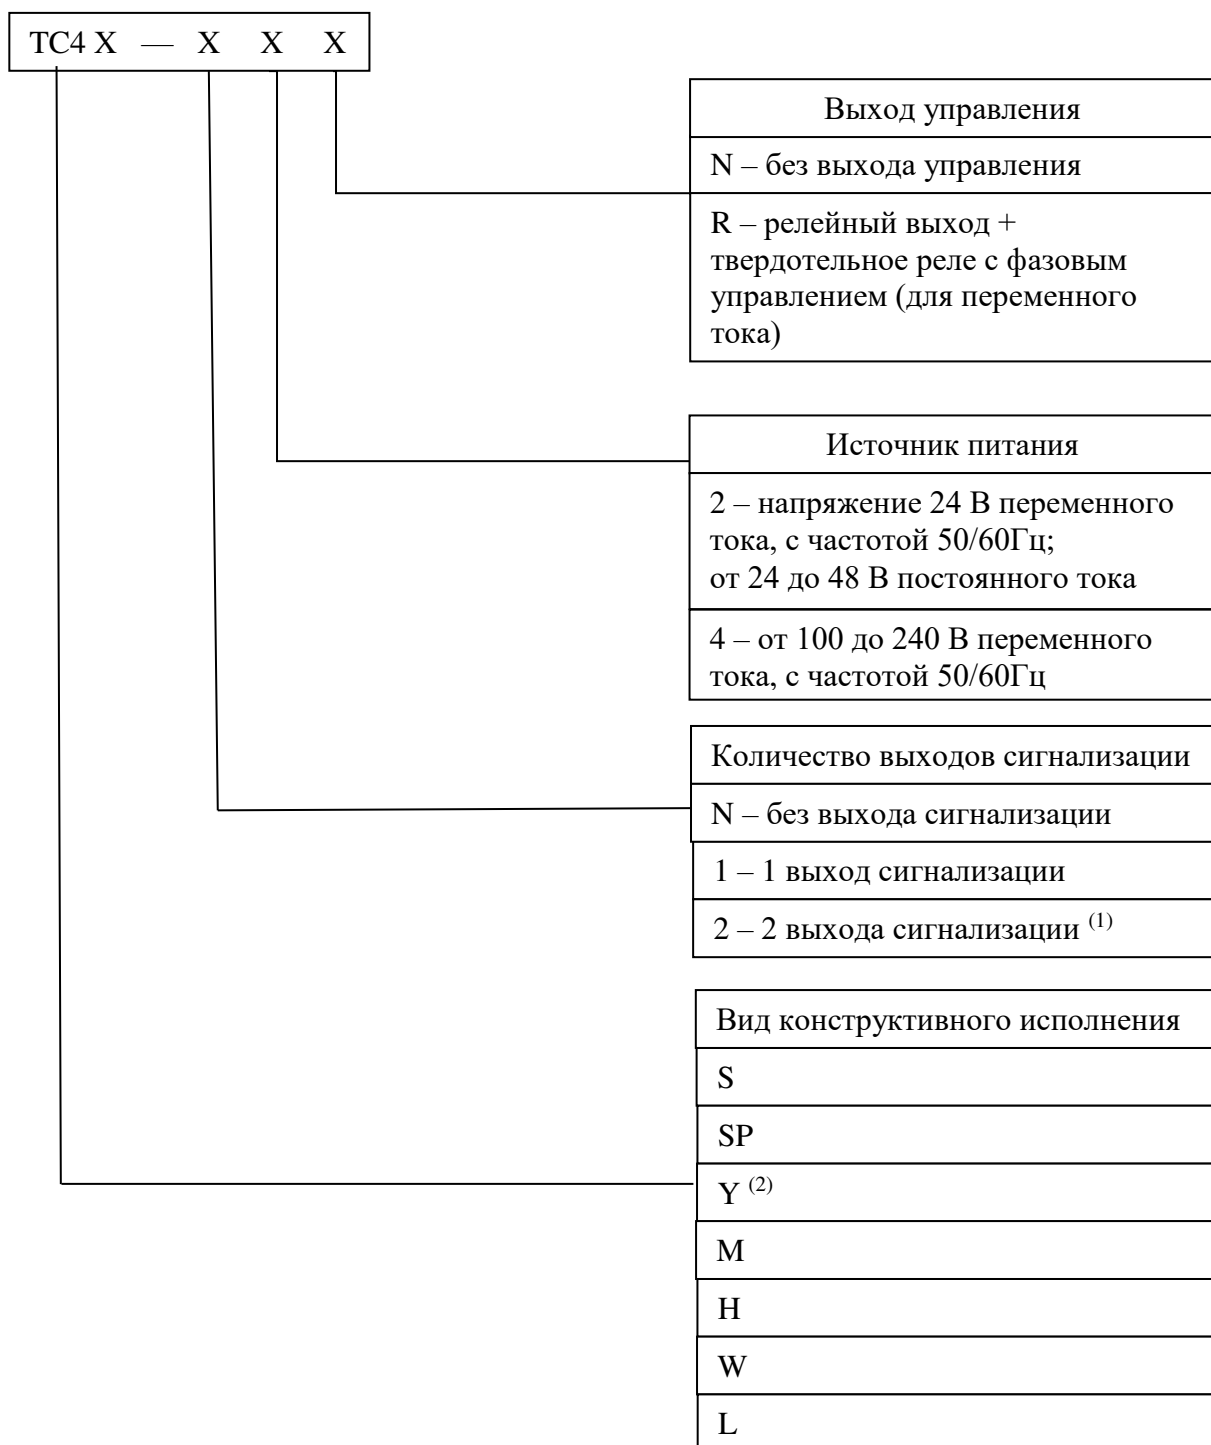 TC4 X — X X X
Выход управления
N – без выхода управления
R – релейный выход +
твердотельное реле с фазовым
управлением (для переменного
тока)
Источник питания
2 – напряжение 24 В переменного
тока, с частотой 50/60Гц;
от 24 до 48 В постоянного тока
4 – от 100 до 240 В переменного
тока, с частотой 50/60Гц
Количество выходов сигнализации
N – без выхода сигнализации
1 – 1 выход сигнализации
2 – 2 выхода сигнализации (1)
Вид конструктивного исполнения
S
SP
Y (2)
M
H
W
L